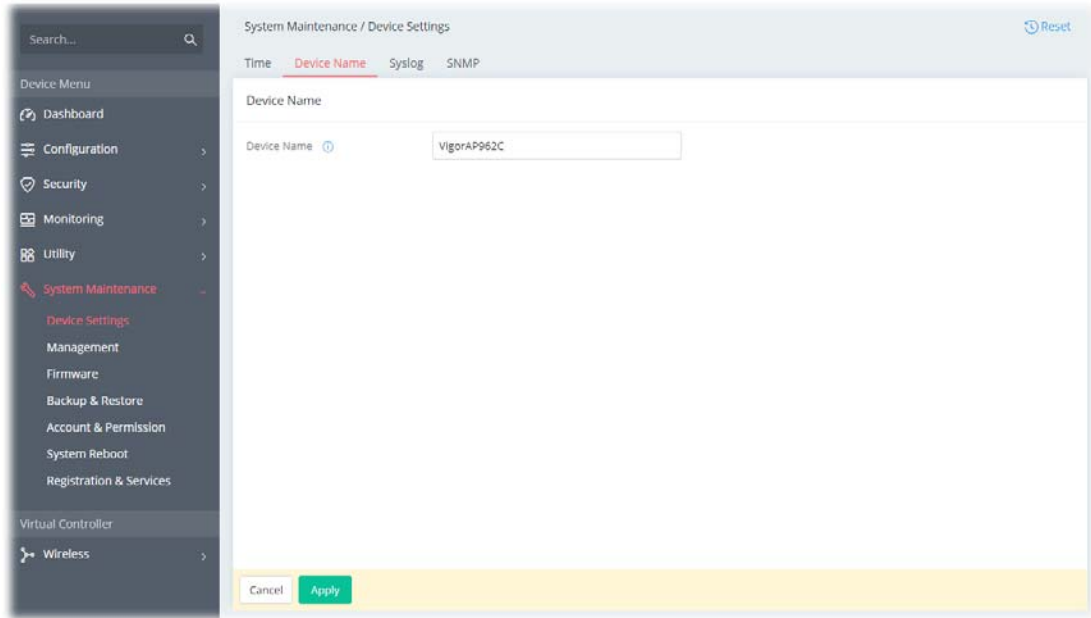 Search...
Device Menu
Dashboard
Configuration
Security
Monitoring
Utility
System Maintenance
Device Settings
Management
Firmware
Backup & Restore
Account & Permission
System Reboot
Registration & Services
Virtual Controller
Wireless
System Maintenance / Device Settings
Reset
Time Device Name Syslog SNMP
Device Name
Device Name VigorAP962C
Cancel Apply